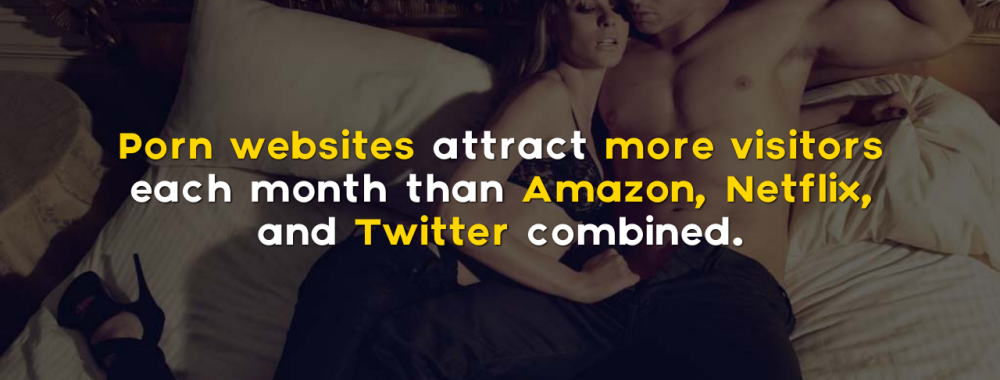 Porn websites attract more visitors
each month than Amazon, Netflix,
and Twitter combined.